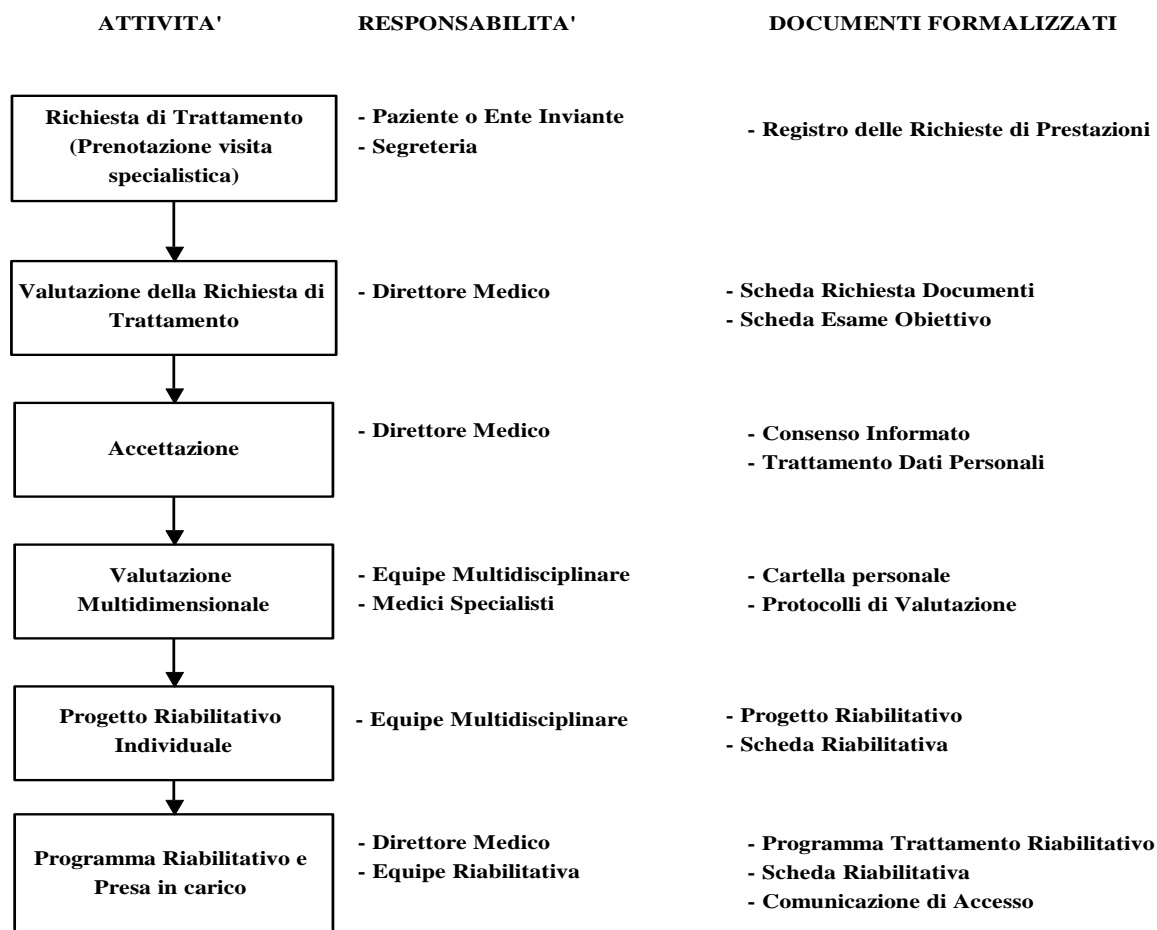 ATTIVITA' RESPONSABILITA' DOCUMENTI FORMALIZZATI
Richiesta di Trattamento
(Prenotazione visita
specialistica)
- Paziente o Ente Inviante
- Segreteria
- Registro delle Richieste di Prestazioni
Valutazione della Richiesta di
Trattamento
- Direttore Medico
- Scheda Richiesta Documenti
- Scheda Esame Obiettivo
Accettazione
- Direttore Medico
- Consenso Informato
- Trattamento Dati Personali
Valutazione
Multidimensionale
- Equipe Multidisciplinare
- Medici Specialisti
- Cartella personale
- Protocolli di Valutazione
Progetto Riabilitativo
Individuale
- Equipe Multidisciplinare
- Progetto Riabilitativo
- Scheda Riabilitativa
Programma Riabilitativo e
Presa in carico
- Direttore Medico
- Equipe Riabilitativa
- Programma Trattamento Riabilitativo
- Scheda Riabilitativa
- Comunicazione di Accesso